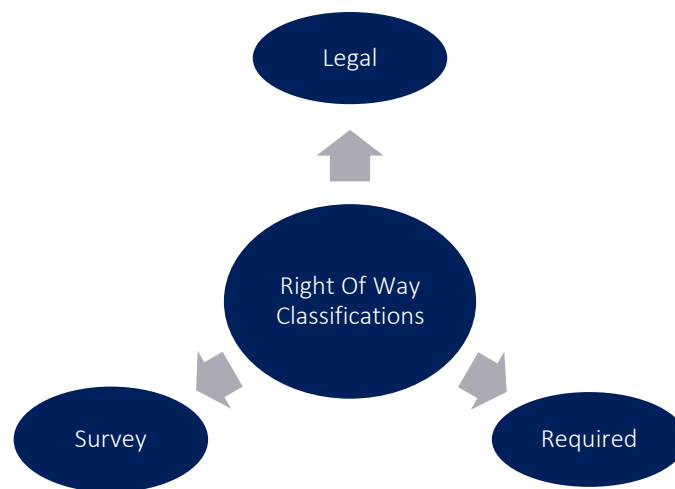 Legal
Right Of Way
Classifications
Survey
Required